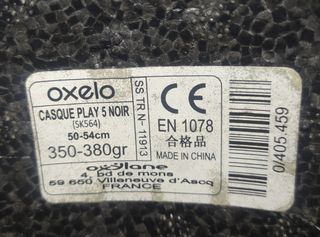 oxelo
CASQUE PLAY 5 NOIR
(SK564)
50-54cm
350-380gr
SS TR-N- 11913
CE
EN 1078
合格品
MADE IN CHINA
oxylane
4, bd de mons
59 650 Villeneuve d'Ascq
FRANCE
0/405.459